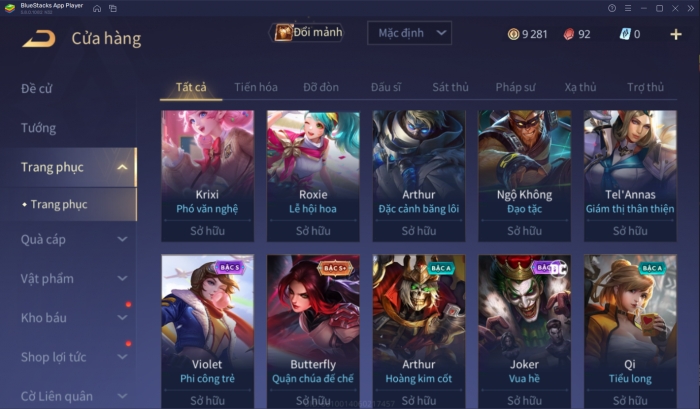 BlueStacks App Player
Cửa hàng
Đổi mảnh
Mặc định
9 281
92
0
Đề cử
Tướng
Trang phục
Trang phục
Quà cáp
Vật phẩm
Kho báu
Shop lợi tức
Cờ Liên quân
Tất cả
Tiến hóa
Đỡ đòn
Đấu sĩ
Sát thủ
Pháp sư
Xạ thủ
Trợ thủ
Krixi
Phó văn nghệ
Sở hữu
Roxie
Lễ hội hoa
Sở hữu
Arthur
Đặc cảnh băng lôi
Sở hữu
Ngộ Không
Đạo tặc
Sở hữu
Tel'Annas
Giám thị thân thiện
Sở hữu
BẬC S
Violet
Phi công trẻ
Sở hữu
BẬC S+
Butterfly
Quận chúa đế chế
Sở hữu
BẬC A
Arthur
Hoàng kim cốt
Sở hữu
DC
Joker
Vua hề
Sở hữu
BẬC A
Qi
Tiểu long
Sở hữu